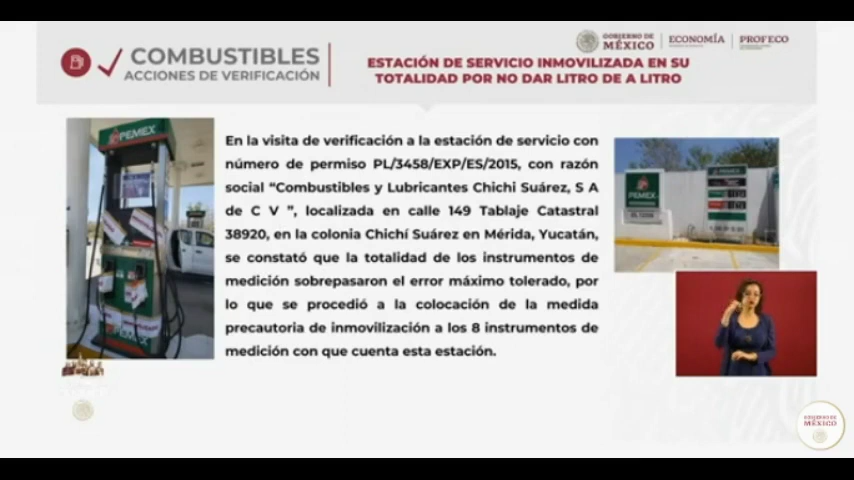 COMBUSTIBLES
ACCIONES DE VERIFICACIÓN
ESTACIÓN DE SERVICIO INMOVILIZADA EN SU
TOTALIDAD POR NO DAR LITRO DE A LITRO
GOBIERNO DE
MÉXICO
ECONOMÍA
PROFECO
PEMEX
En la visita de verificación a la estación de servicio con
número de permiso PL/3458/EXP/ES/2015, con razón
social “Combustibles y Lubricantes Chichi Suárez, S A
de C V ”, localizada en calle 149 Tablaje Catastral
38920, en la colonia Chichí Suárez en Mérida, Yucatán,
se constató que la totalidad de los instrumentos de
medición sobrepasaron el error máximo tolerado, por
lo que se procedió a la colocación de la medida
precautoria de inmovilización a los 8 instrumentos de
medición con que cuenta esta estación.
PEMEX
PEMEX
GOBIERNO DE
MÉXICO